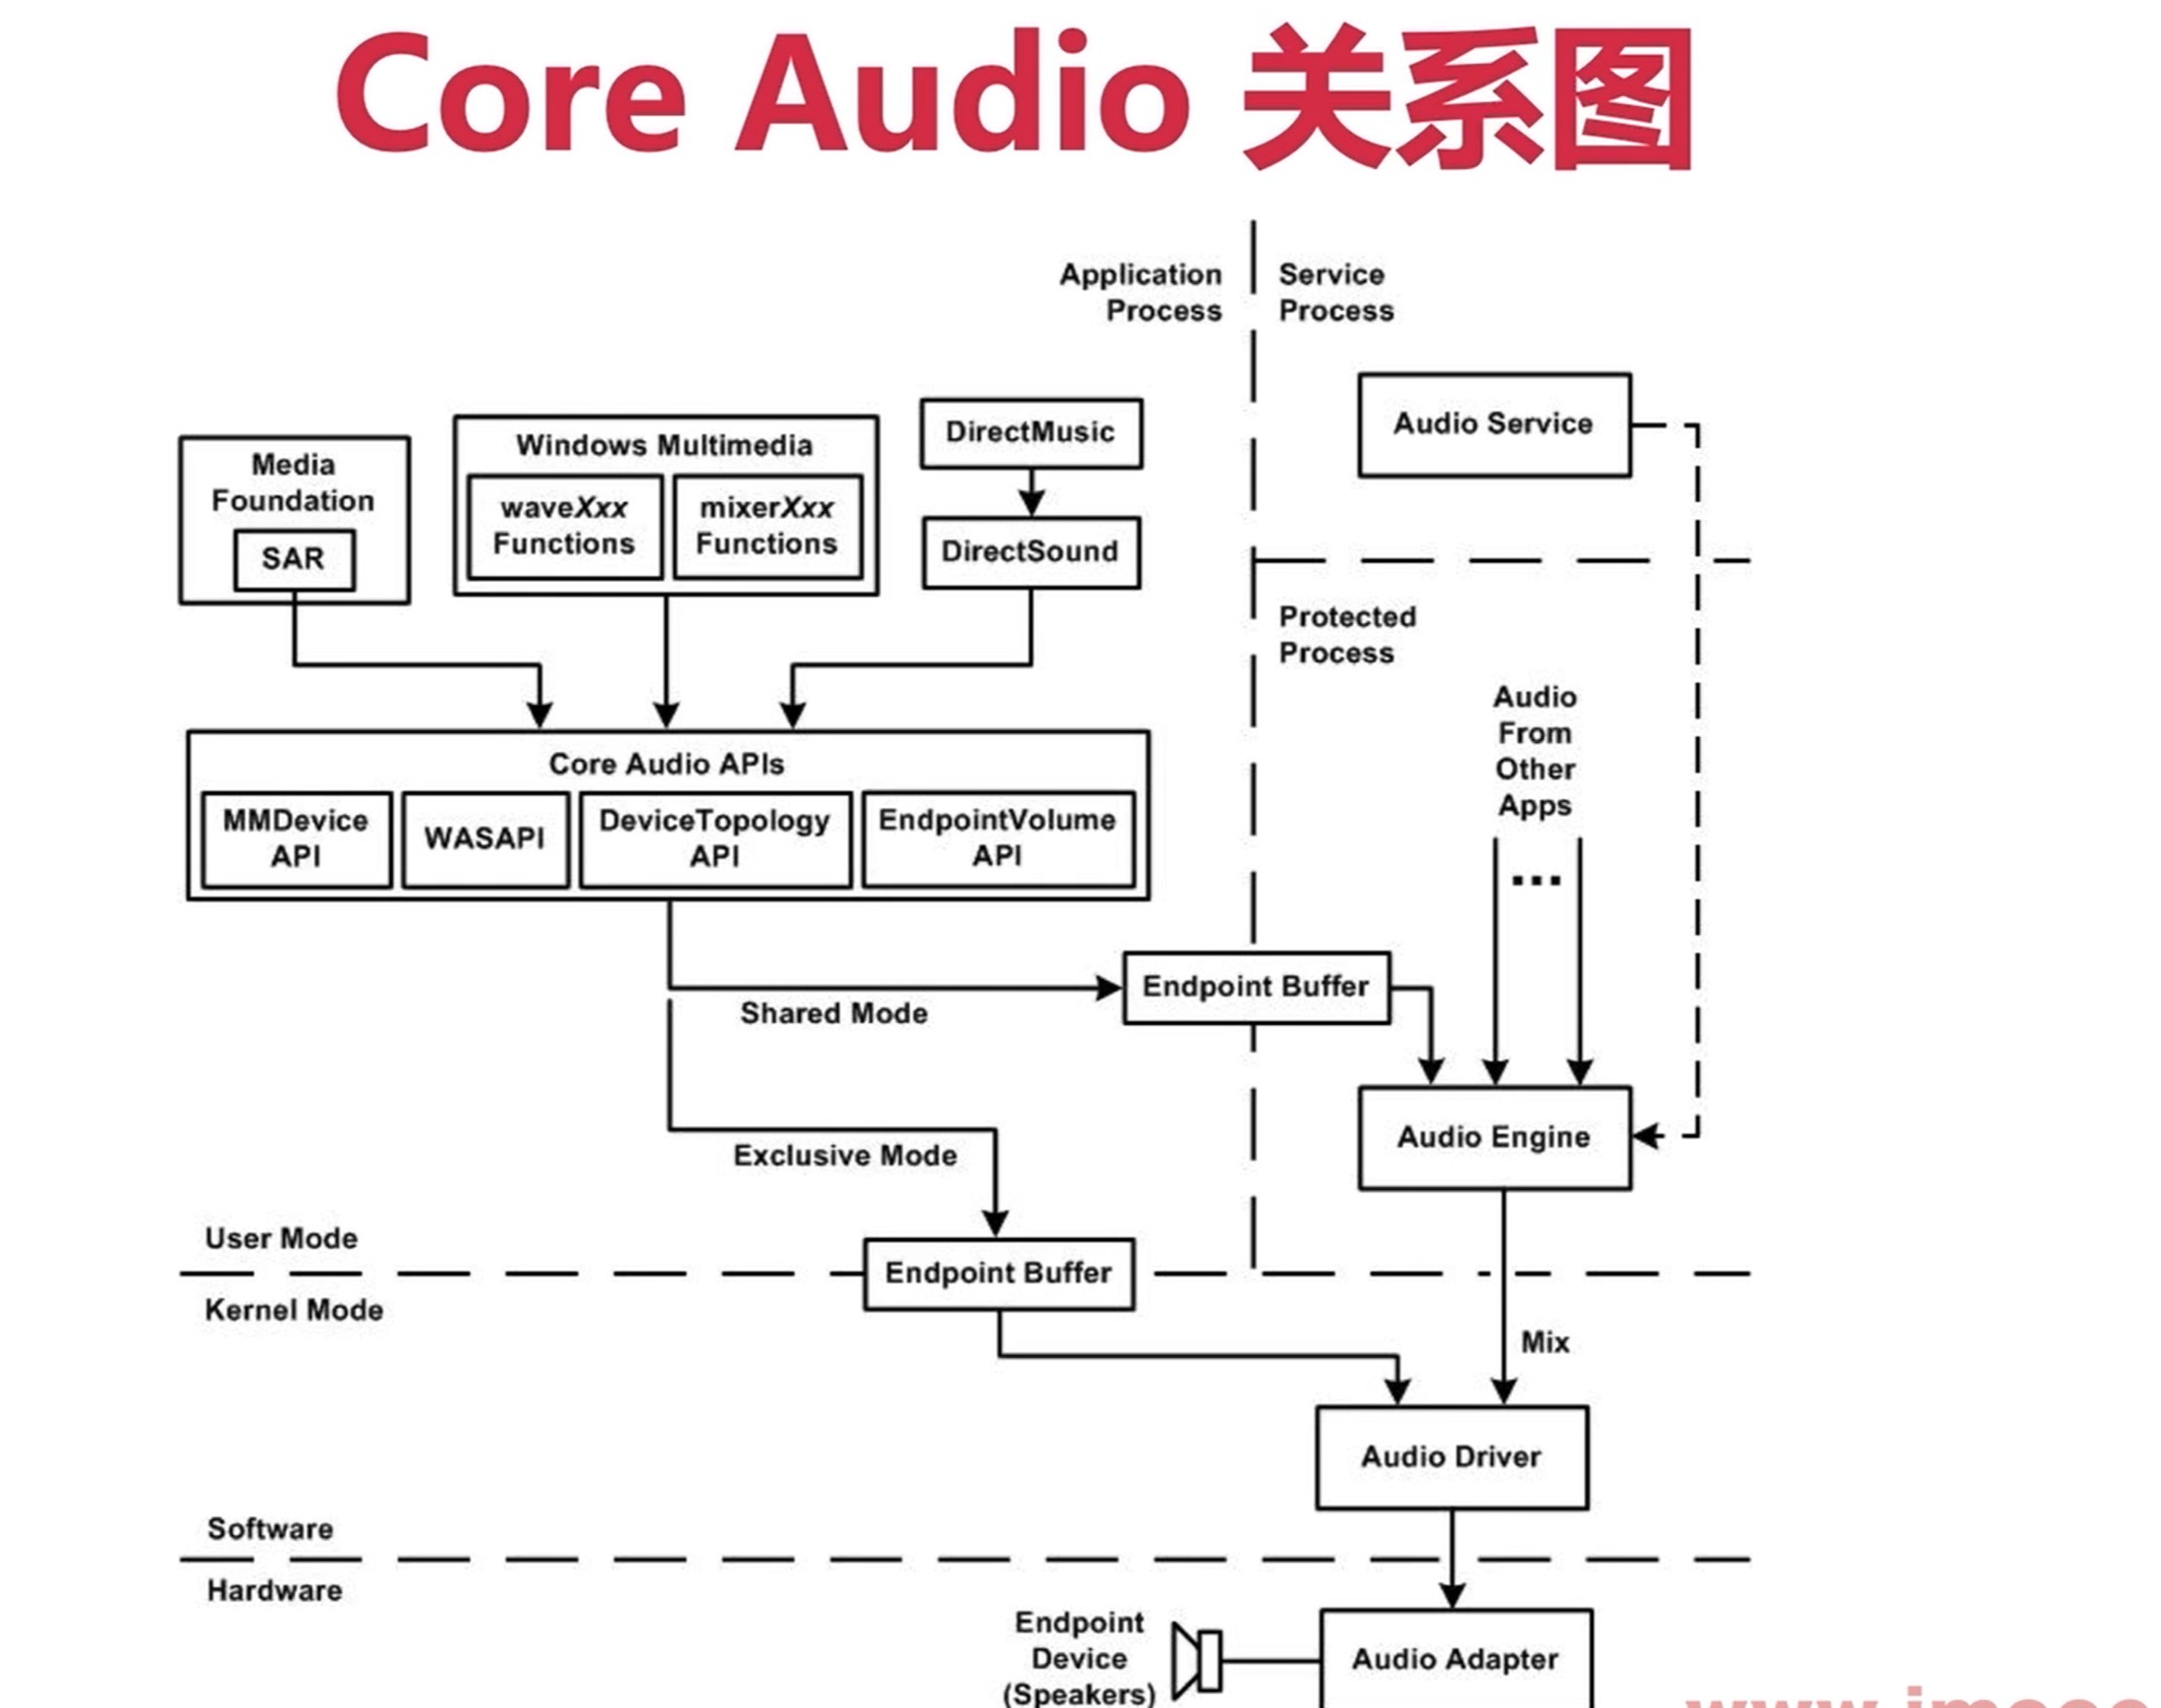 Core Audio 关系图
Application
Process
Service
Process
Audio Service
Media
Foundation
SAR
Windows Multimedia
waveXxx
Functions
mixerXxx
Functions
DirectMusic
DirectSound
Protected
Process
Audio
From
Other
Apps
...
Core Audio APIs
MMDevice
API
WASAPI
DeviceTopology
API
EndpointVolume
API
Endpoint Buffer
Shared Mode
Audio Engine
Exclusive Mode
User Mode
Endpoint Buffer
Kernel Mode
Mix
Audio Driver
Software
Hardware
Endpoint
Device
(Speakers)
Audio Adapter